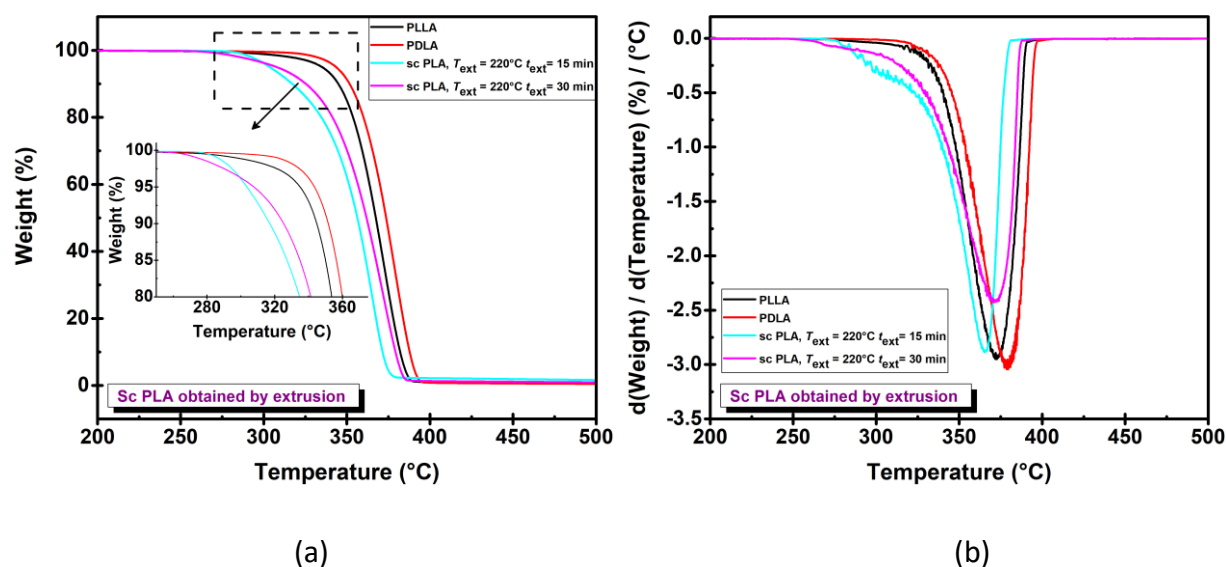 PLLA
PDLA
sc PLA, Text = 220°C text= 15 min
sc PLA, Text = 220°C text= 30 min
Weight (%)
100
80
60
40
20
0
Weight (%)
100
95
90
85
80
280
320
360
Temperature (°C)
Sc PLA obtained by extrusion
200
250
300
350
400
450
500
Temperature (°C)
(a)
d(Weight) / d(Temperature) (%) / (°C)
0.0
-0.5
-1.0
-1.5
-2.0
-2.5
-3.0
-3.5
PLLA
PDLA
sc PLA, Text = 220°C text= 15 min
sc PLA, Text = 220°C text= 30 min
Sc PLA obtained by extrusion
200
250
300
350
400
450
500
Temperature (°C)
(b)